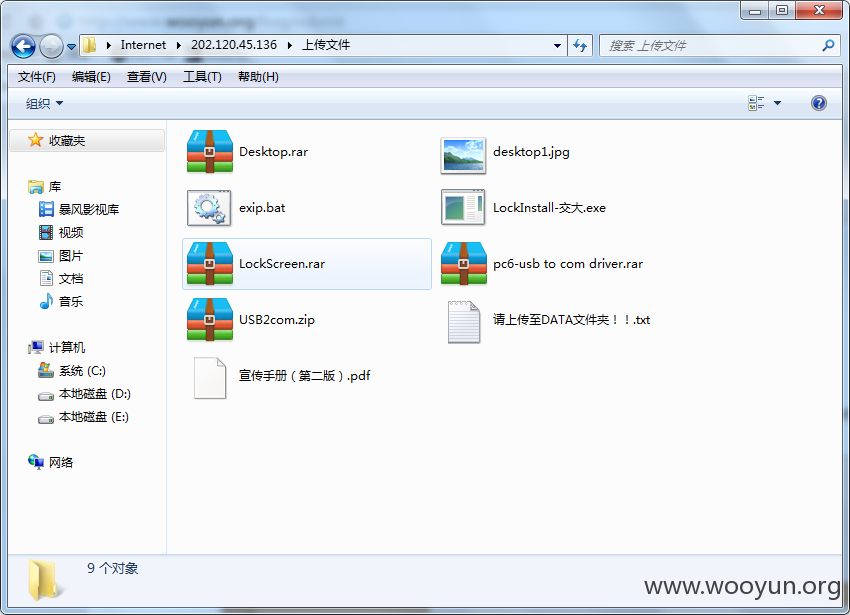 Internet ▸ 202.120.45.136 ▸ 上传文件
搜索 上传文件
文件(F) 编辑(E) 查看(V) 工具(T) 帮助(H)
组织
收藏夹
库
暴风影视库
视频
图片
文档
音乐
计算机
系统 (C:)
本地磁盘 (D:)
本地磁盘 (E:)
网络
Desktop.rar
desktop1.jpg
exip.bat
LockInstall-交大.exe
LockScreen.rar
pc6-usb to com driver.rar
USB2com.zip
请上传至DATA文件夹！！.txt
宣传手册（第二版）.pdf
9 个对象
www.wooyun.org